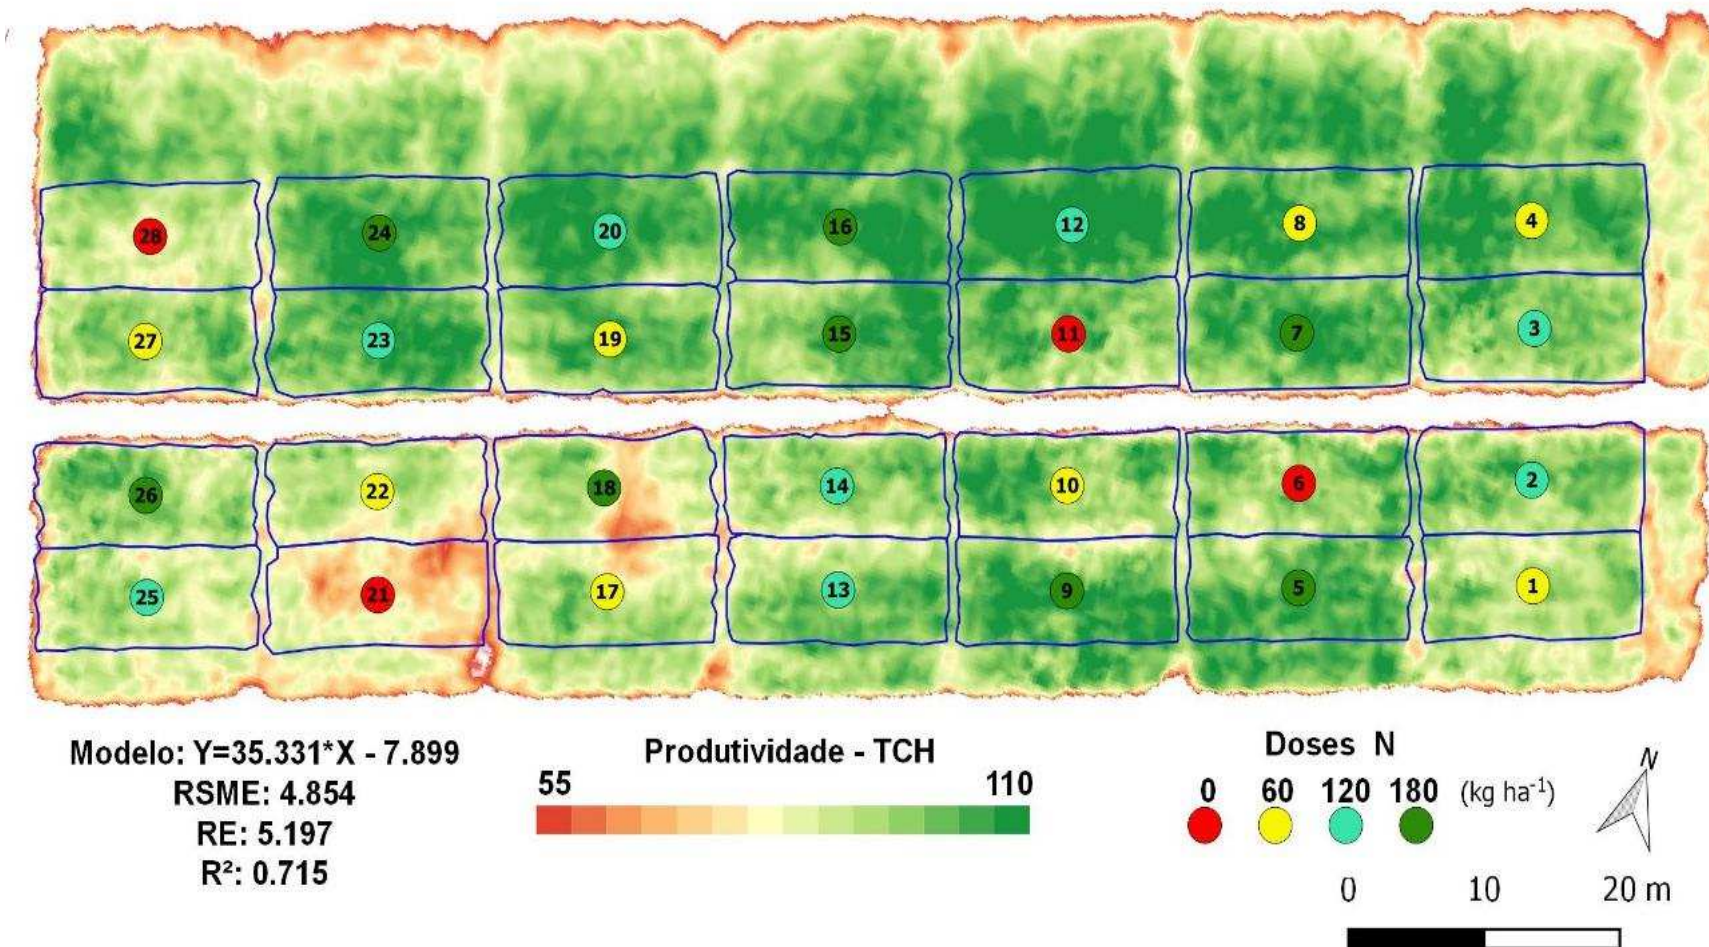 28 24 20 16 12 8 4
27 23 19 15 11 7 3
26 22 18 14 10 6 2
25 21 17 13 9 5 1
Modelo: Y=35.331*X - 7.899
RSME: 4.854
RE: 5.197
R²: 0.715
Produtividade - TCH
55 110
Doses N
0 60 120 180 (kg ha⁻¹)
N
0 10 20 m